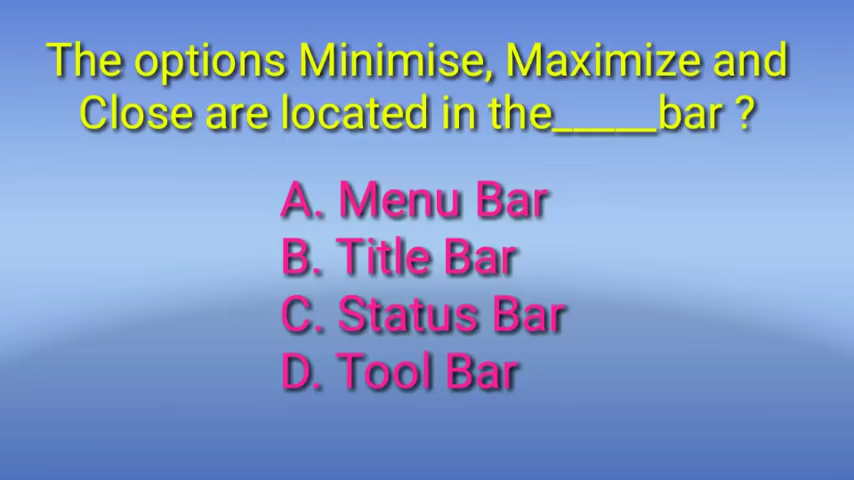 The options Minimise, Maximize and
Close are located in the_____bar ?
A. Menu Bar
B. Title Bar
C. Status Bar
D. Tool Bar